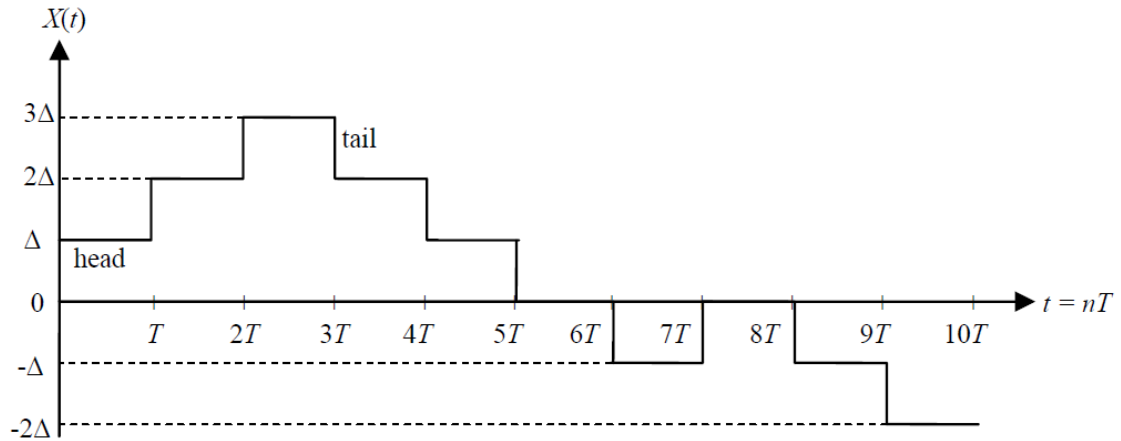 X(t)
3Δ
tail
2Δ
Δ
head
0
t = nT
T 2T 3T 4T 5T 6T 7T 8T 9T 10T
-Δ
-2Δ